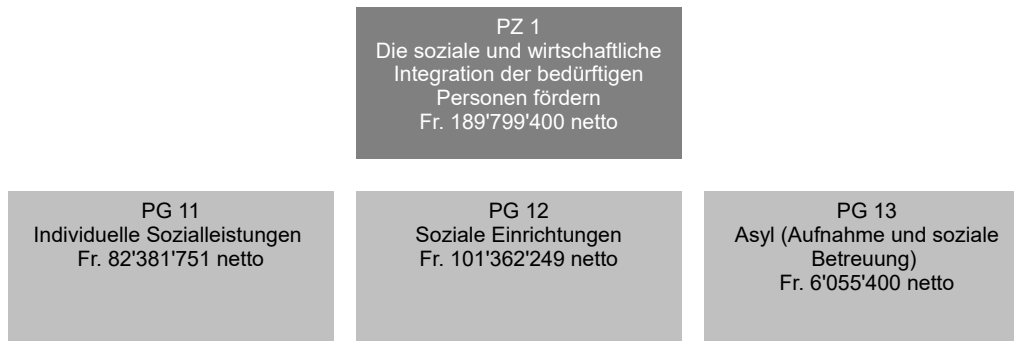 PZ 1
Die soziale und wirtschaftliche
Integration der bedürftigen
Personen fördern
Fr. 189'799'400 netto
PG 11
Individuelle Sozialleistungen
Fr. 82'381'751 netto
PG 12
Soziale Einrichtungen
Fr. 101'362'249 netto
PG 13
Asyl (Aufnahme und soziale
Betreuung)
Fr. 6'055'400 netto